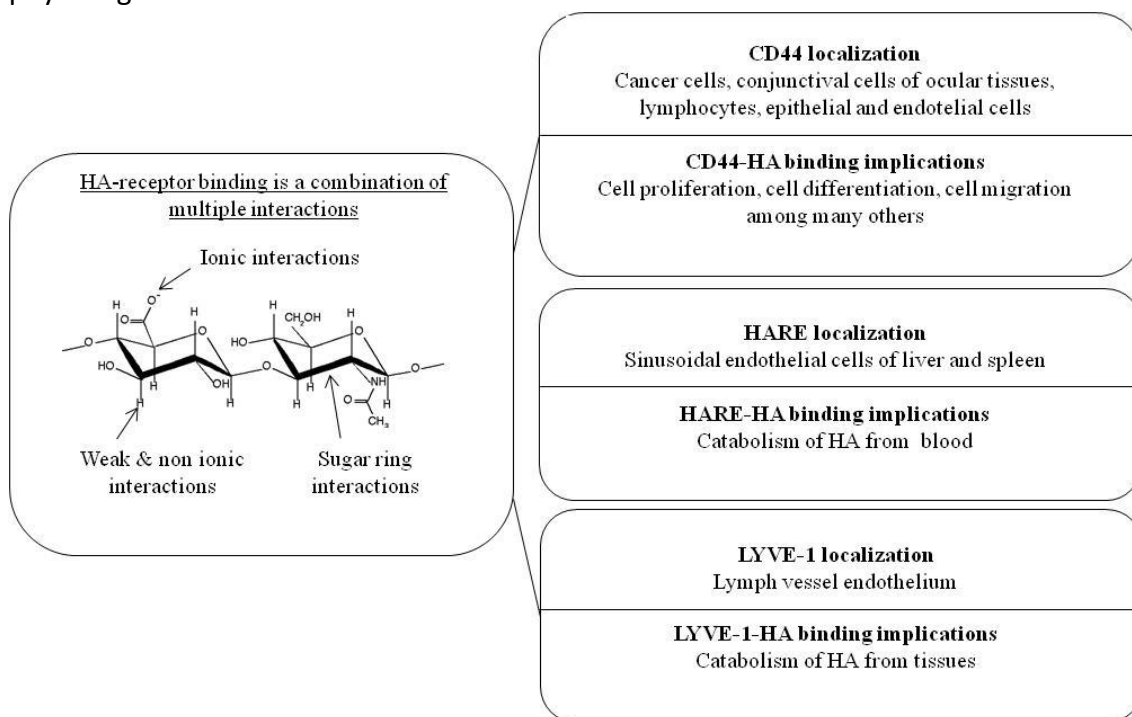 HA-receptor binding is a combination of
multiple interactions
Ionic interactions
H
O
O⁻
H
O
H
CH₂OH
H
O
O
HO
H
OH
H
O
HO
H
NH
H
O
O
CH₃
H
Weak & non ionic
interactions
Sugar ring
interactions
CD44 localization
Cancer cells, conjunctival cells of ocular tissues,
lymphocytes, epithelial and endotelial cells
CD44-HA binding implications
Cell proliferation, cell differentiation, cell migration
among many others
HARE localization
Sinusoidal endothelial cells of liver and spleen
HARE-HA binding implications
Catabolism of HA from blood
LYVE-1 localization
Lymph vessel endothelium
LYVE-1-HA binding implications
Catabolism of HA from tissues